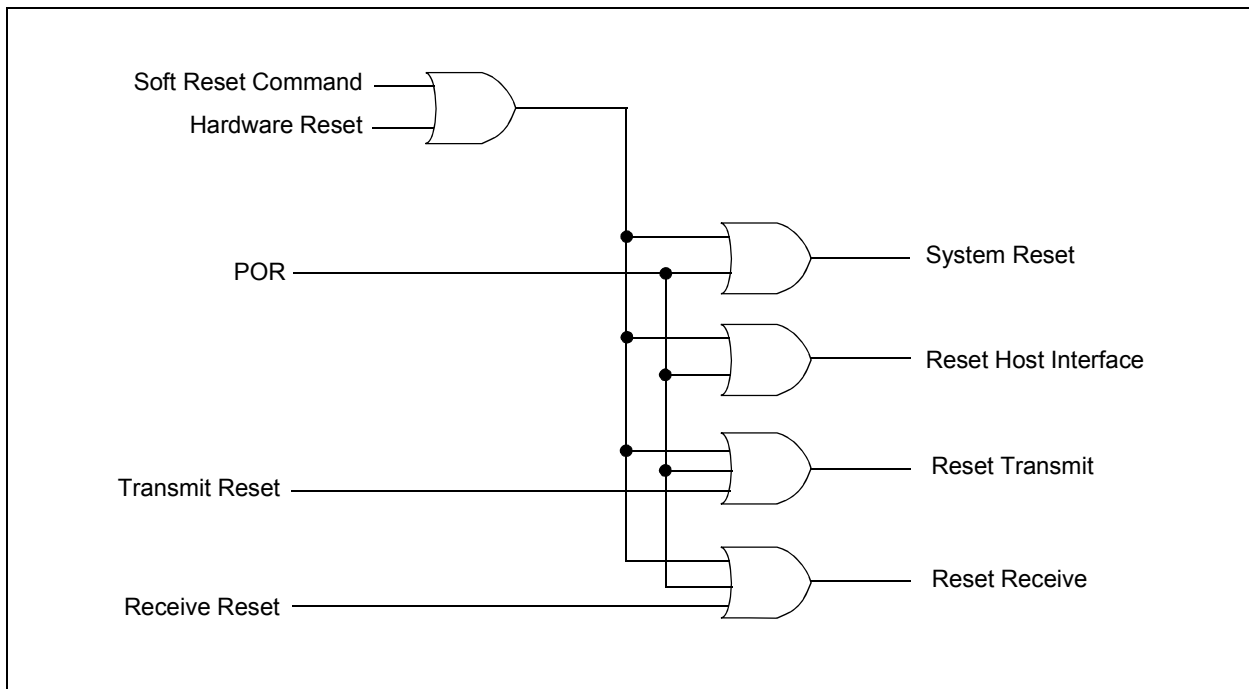 Soft Reset Command
Hardware Reset
System Reset
POR
Reset Host Interface
Reset Transmit
Transmit Reset
Reset Receive
Receive Reset